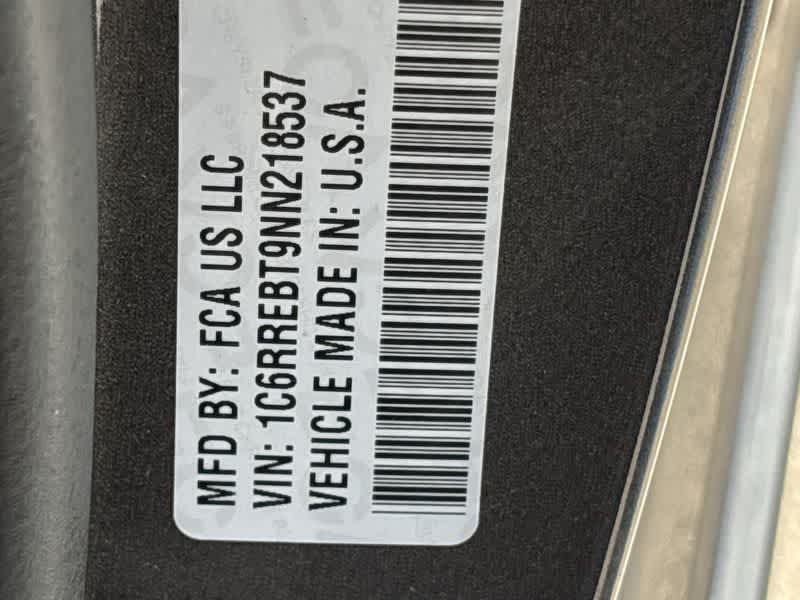 MFD BY: FCA US LLC
VIN: 1C6RREBT9NN218537
VEHICLE MADE IN: U.S.A.